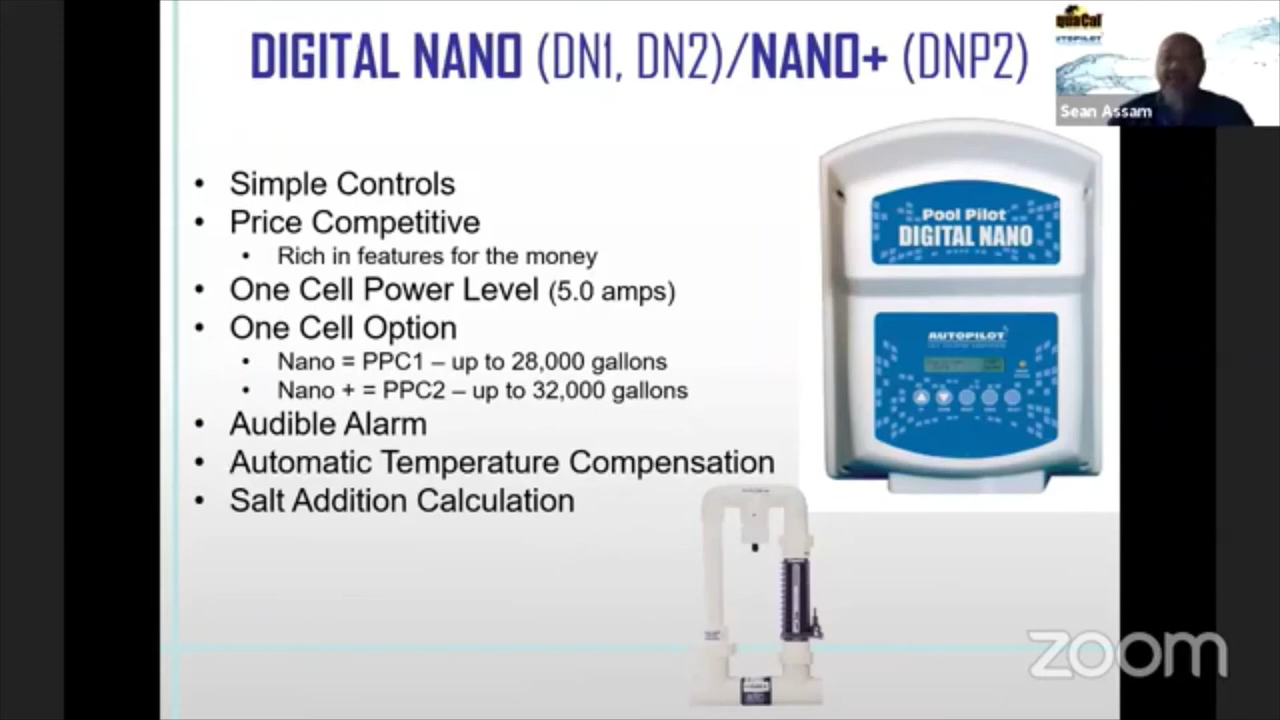 DIGITAL NANO (DN1, DN2)/NANO+ (DNP2)
Sean Assam
• Simple Controls
• Price Competitive
• Rich in features for the money
• One Cell Power Level (5.0 amps)
• One Cell Option
• Nano = PPC1 – up to 28,000 gallons
• Nano + = PPC2 – up to 32,000 gallons
• Audible Alarm
• Automatic Temperature Compensation
• Salt Addition Calculation
Pool Pilot
DIGITAL NANO
AUTOPILOT
zoom